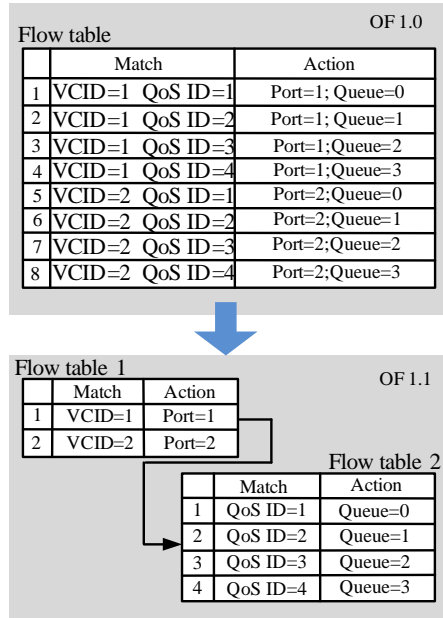 OF 1.0
Flow table
Match Action
1 VCID=1 QoS ID=1 Port=1; Queue=0
2 VCID=1 QoS ID=2 Port=1; Queue=1
3 VCID=1 QoS ID=3 Port=1;Queue=2
4 VCID=1 QoS ID=4 Port=1;Queue=3
5 VCID=2 QoS ID=1 Port=2;Queue=0
6 VCID=2 QoS ID=2 Port=2;Queue=1
7 VCID=2 QoS ID=3 Port=2;Queue=2
8 VCID=2 QoS ID=4 Port=2;Queue=3
Flow table 1
OF 1.1
Match Action
1 VCID=1 Port=1
2 VCID=2 Port=2
Flow table 2
Match Action
1 QoS ID=1 Queue=0
2 QoS ID=2 Queue=1
3 QoS ID=3 Queue=2
4 QoS ID=4 Queue=3